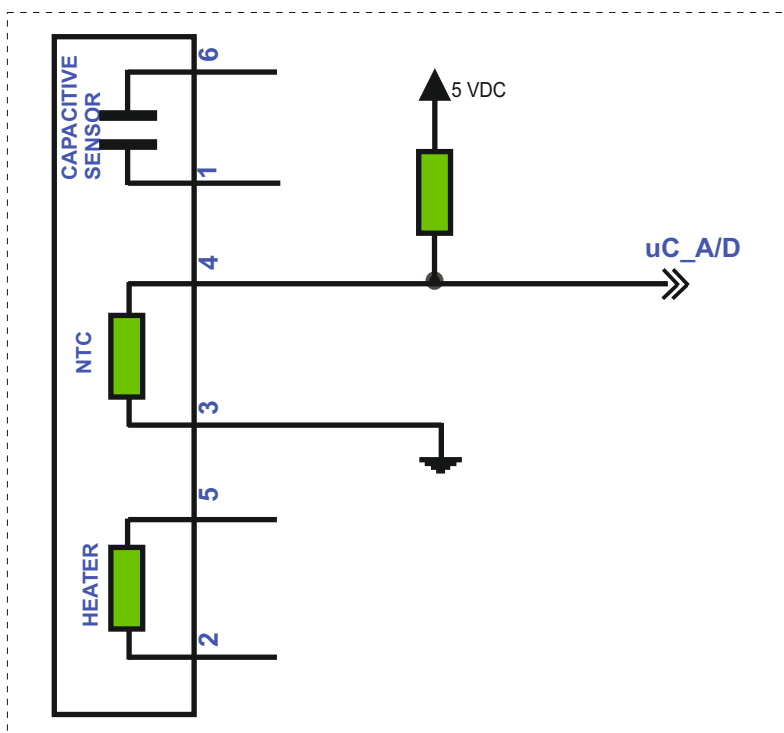 CAPACITIVE
SENSOR
6
1
5 VDC
uC_A/D
4
NTC
3
5
HEATER
2